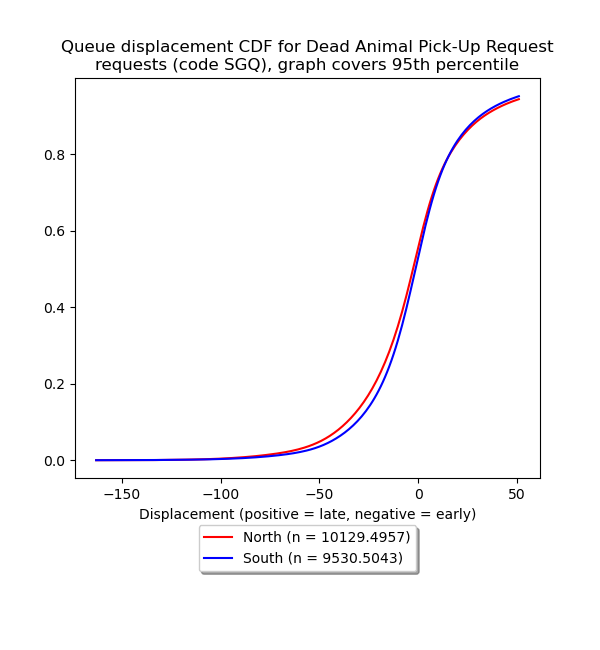 Queue displacement CDF for Dead Animal Pick-Up Request
requests (code SGQ), graph covers 95th percentile
0.8
0.6
0.4
0.2
0.0
−150
−100
−50
0
50
Displacement (positive = late, negative = early)
North (n = 10129.4957)
South (n = 9530.5043)